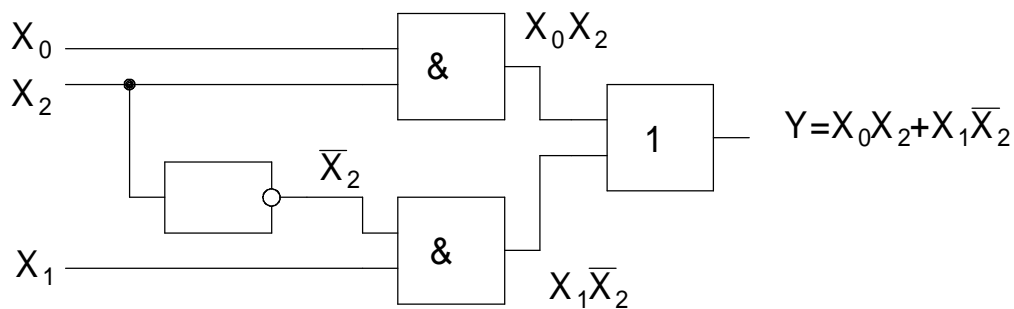 X₀
X₂
&
X₀X₂
1
Y=X₀X₂+X₁X̅₂
X̅₂
X₁
&
X₁X̅₂